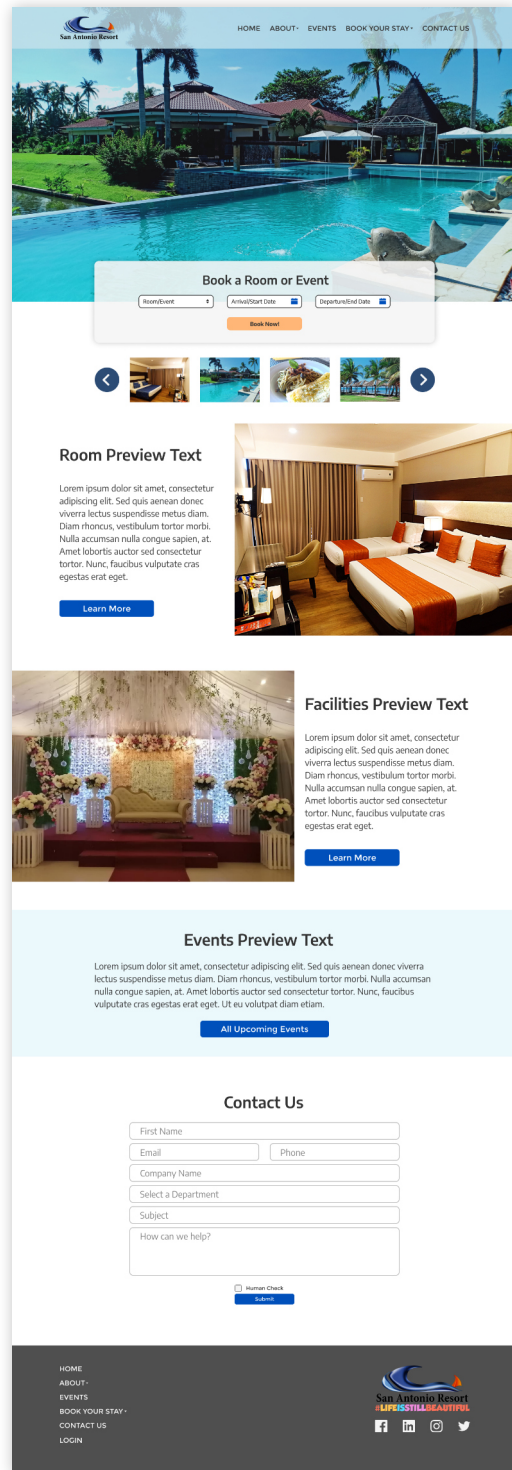 San Antonio Resort
HOME ABOUT EVENTS BOOK YOUR STAY CONTACT US
Book a Room or Event
Room/Event Arrival/Start Date Departure/End Date
Book Now!
Room Preview Text
Lorem ipsum dolor sit amet, consectetur
adipiscing elit. Sed quis aenean donec
viverra lectus suspendisse metus diam.
Diam rhoncus, vestibulum tortor morbi.
Nulla accumsan nulla congue sapien, at.
Amet lobortis auctor sed consectetur
tortor. Nunc, faucibus vulputate cras
egestas erat eget.
Learn More
Facilities Preview Text
Lorem ipsum dolor sit amet, consectetur
adipiscing elit. Sed quis aenean donec
viverra lectus suspendisse metus diam.
Diam rhoncus, vestibulum tortor morbi.
Nulla accumsan nulla congue sapien, at.
Amet lobortis auctor sed consectetur
tortor. Nunc, faucibus vulputate cras
egestas erat eget.
Learn More
Events Preview Text
Lorem ipsum dolor sit amet, consectetur adipiscing elit. Sed quis aenean donec viverra
lectus suspendisse metus diam. Diam rhoncus, vestibulum tortor morbi. Nulla accumsan
nulla congue sapien, at. Amet lobortis auctor sed consectetur tortor. Nunc, faucibus
vulputate cras egestas erat eget. Ut eu volutpat diam etiam.
All Upcoming Events
Contact Us
First Name
Email Phone
Company Name
Select a Department
Subject
How can we help?
Human Check
Submit
HOME
ABOUT
EVENTS
BOOK YOUR STAY
CONTACT US
LOGIN
San Antonio Resort
#LIFEISSTILLBEAUTIFUL